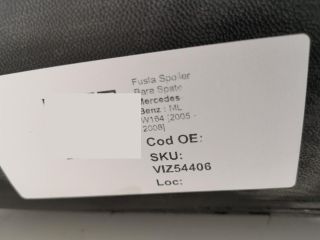 Fusta Spoiler
Bara Spate
Mercedes
Benz : ML
W164 [2005 -
2008]
Cod OE:
SKU:
VIZ54406
Loc: